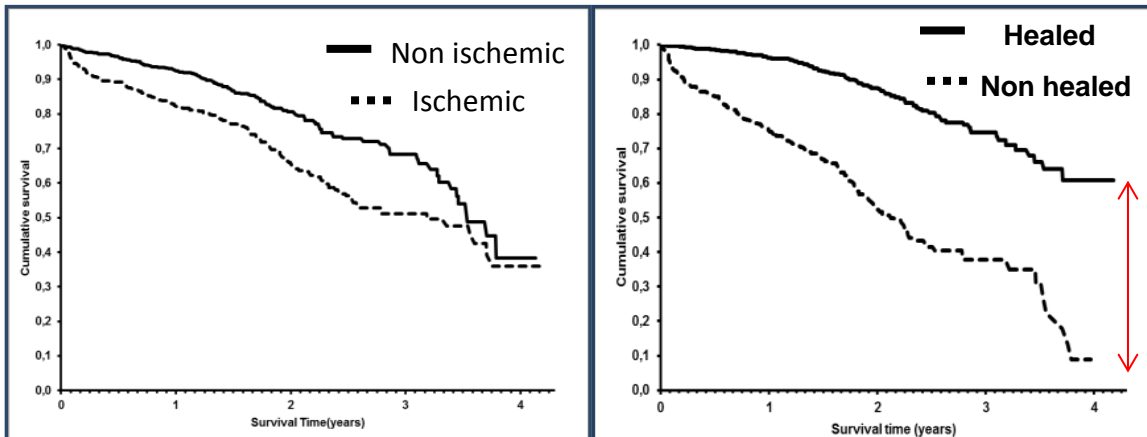 Non ischemic
Ischemic
Cumulative survival
1,0
0,9
0,8
0,7
0,6
0,5
0,4
0,3
0,2
0,1
0,0
0 1 2 3 4
Survival Time(years)
Healed
Non healed
Cumulative survival
1,0
0,9
0,8
0,7
0,6
0,5
0,4
0,3
0,2
0,1
0,0
0 1 2 3 4
Survival time (years)